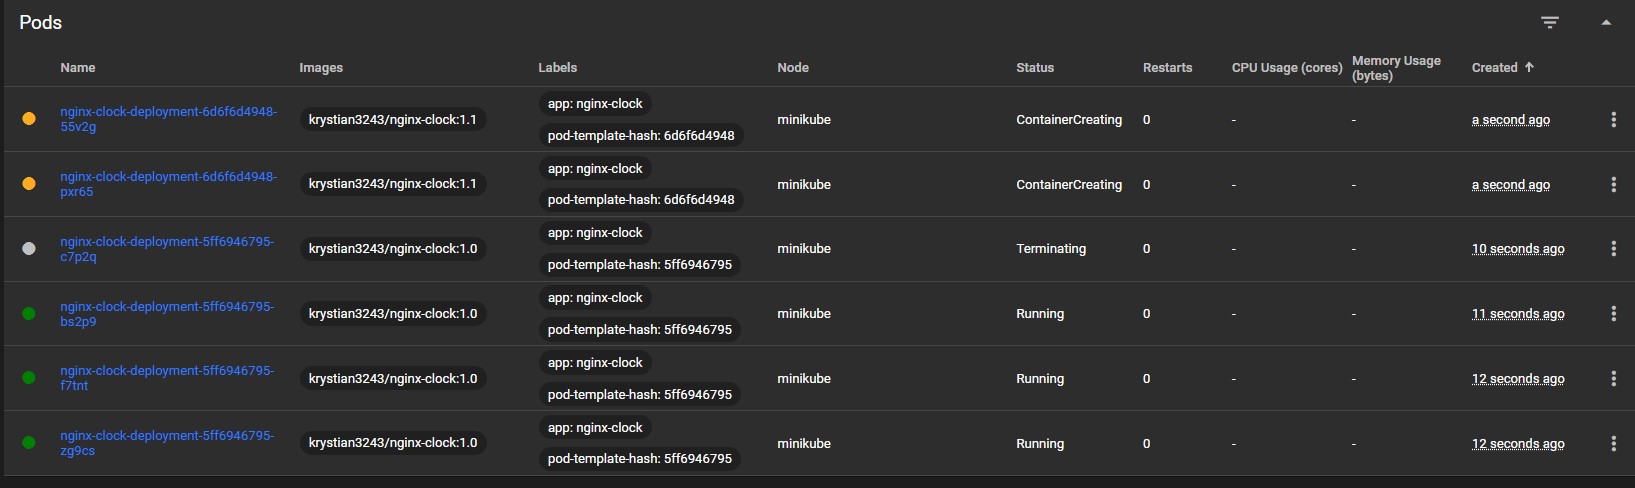 Pods
Name Images Labels Node Status Restarts CPU Usage (cores) Memory Usage (bytes) Created
nginx-clock-deployment-6d6f6d4948-
55v2g
krystian3243/nginx-clock:1.1
app: nginx-clock
pod-template-hash: 6d6f6d4948
minikube
ContainerCreating
0
-
-
a second ago
nginx-clock-deployment-6d6f6d4948-
pxr65
krystian3243/nginx-clock:1.1
app: nginx-clock
pod-template-hash: 6d6f6d4948
minikube
ContainerCreating
0
-
-
a second ago
nginx-clock-deployment-5ff6946795-
c7p2q
krystian3243/nginx-clock:1.0
app: nginx-clock
pod-template-hash: 5ff6946795
minikube
Terminating
0
-
-
10 seconds ago
nginx-clock-deployment-5ff6946795-
bs2p9
krystian3243/nginx-clock:1.0
app: nginx-clock
pod-template-hash: 5ff6946795
minikube
Running
0
-
-
11 seconds ago
nginx-clock-deployment-5ff6946795-
f7tnt
krystian3243/nginx-clock:1.0
app: nginx-clock
pod-template-hash: 5ff6946795
minikube
Running
0
-
-
12 seconds ago
nginx-clock-deployment-5ff6946795-
zg9cs
krystian3243/nginx-clock:1.0
app: nginx-clock
pod-template-hash: 5ff6946795
minikube
Running
0
-
-
12 seconds ago